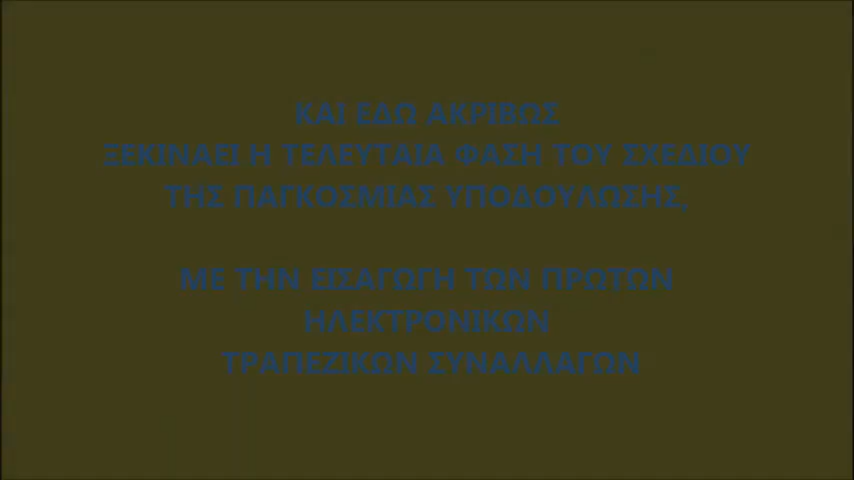 ΚΑΙ ΕΔΩ ΑΚΡΙΒΩΣ
ΞΕΚΙΝΑΕΙ Η ΤΕΛΕΥΤΑΙΑ ΦΑΣΗ ΤΟΥ ΣΧΕΔΙΟΥ
ΤΗΣ ΠΑΓΚΟΣΜΙΑΣ ΥΠΟΔΟΥΛΩΣΗΣ,
ΜΕ ΤΗΝ ΕΙΣΑΓΩΓΗ ΤΩΝ ΠΡΩΤΩΝ
ΗΛΕΚΤΡΟΝΙΚΩΝ
ΤΡΑΠΕΖΙΚΩΝ ΣΥΝΑΛΛΑΓΩΝ